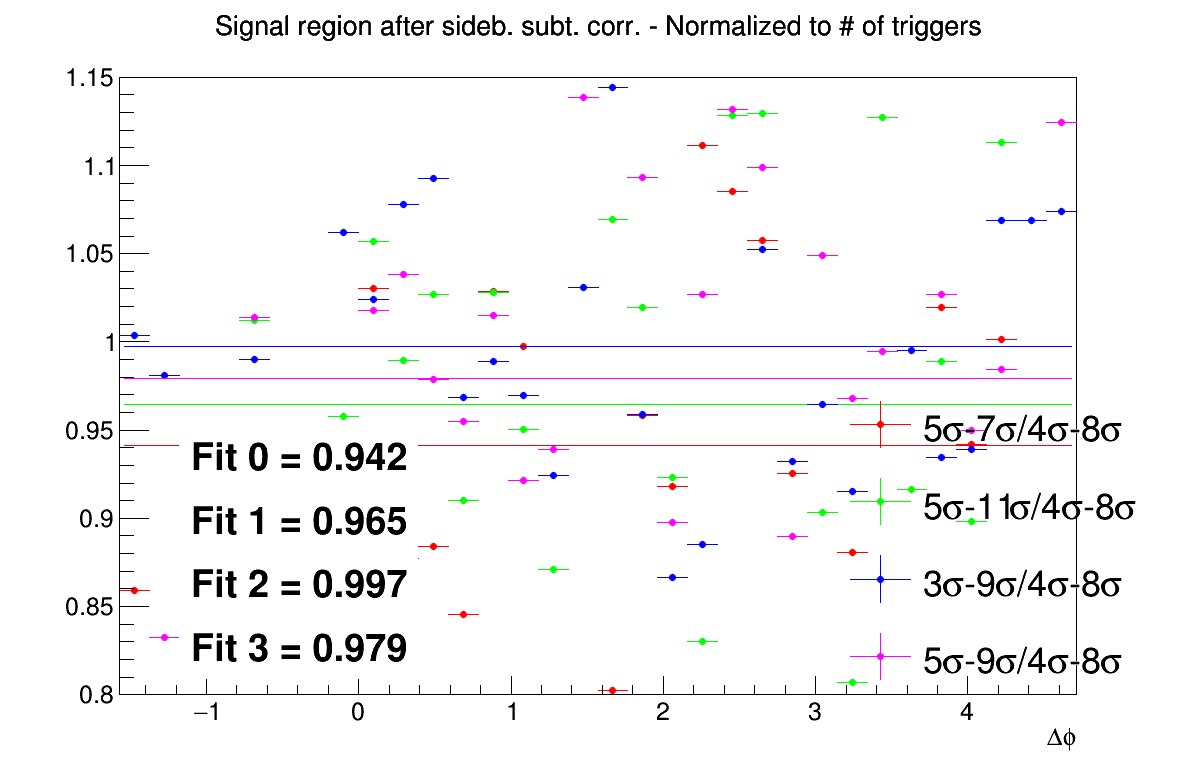 Signal region after sideb. subt. corr. - Normalized to # of triggers
1.15
1.1
1.05
1
0.95
0.9
0.85
0.8
Fit 0 = 0.942
Fit 1 = 0.965
Fit 2 = 0.997
Fit 3 = 0.979
5σ-7σ/4σ-8σ
5σ-11σ/4σ-8σ
3σ-9σ/4σ-8σ
5σ-9σ/4σ-8σ
−1 0 1 2 3 4
Δϕ